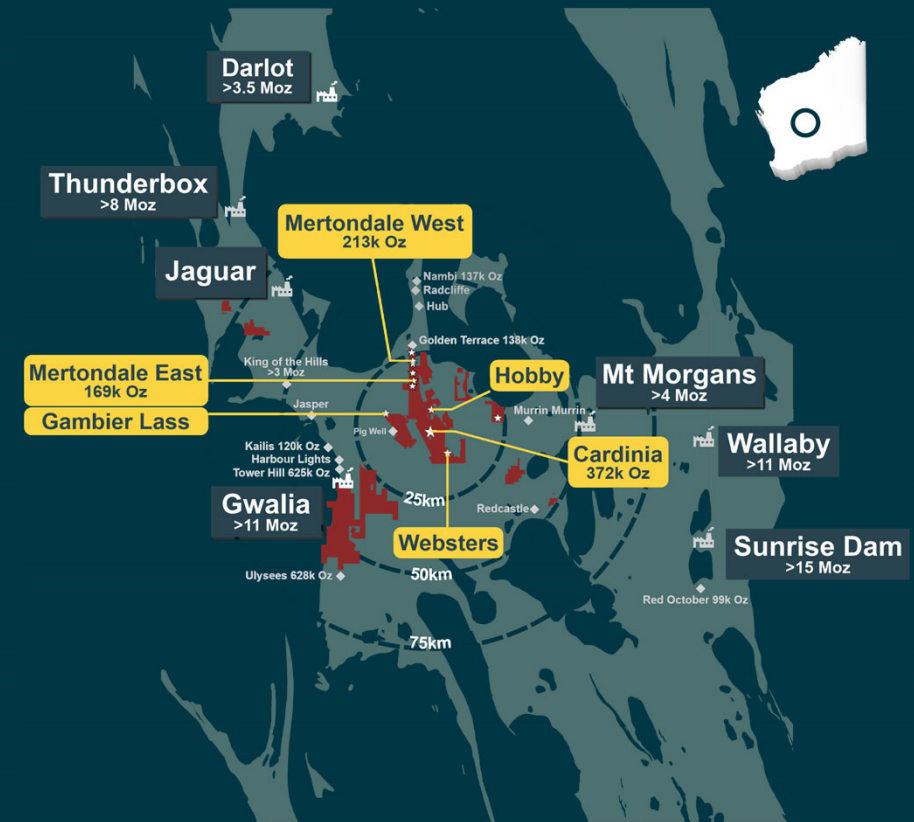 Darlot
>3.5 Moz
Thunderbox
>8 Moz
Mertondale West
213k Oz
Jaguar
Nambi 137k Oz
Radcliffe
Hub
Golden Terrace 138k Oz
King of the Hills
>3 Moz
Mertondale East
169k Oz
Hobby
Mt Morgans
>4 Moz
Jasper
Gambier Lass
Murrin Murrin
Pig Well
Wallaby
>11 Moz
Cardinia
372k Oz
Kailis 120k Oz
Harbour Lights
Tower Hill 625k Oz
Gwalia
>11 Moz
25km
Redcastle
Websters
Sunrise Dam
>15 Moz
Ulysees 628k Oz
50km
Red October 99k Oz
75km